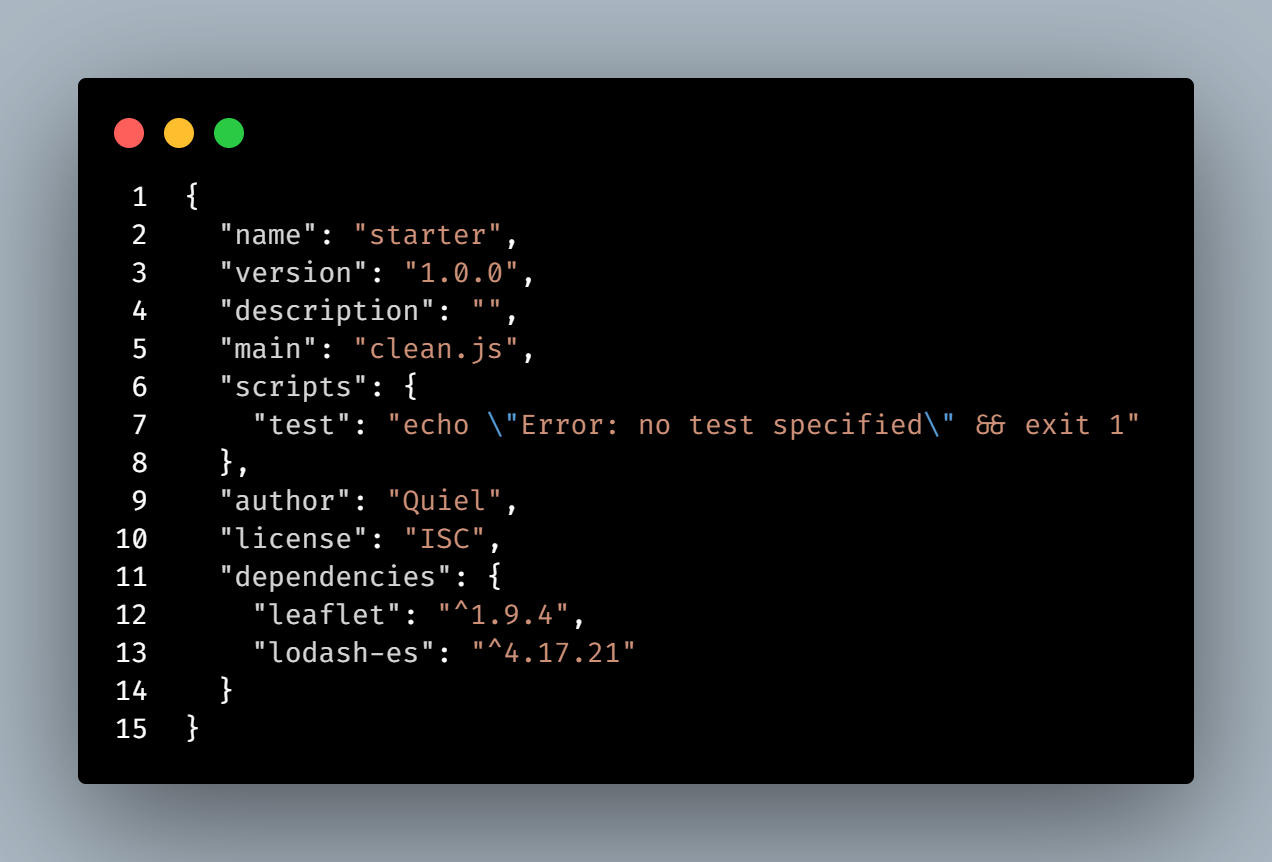 1 {
2   "name": "starter",
3   "version": "1.0.0",
4   "description": "",
5   "main": "clean.js",
6   "scripts": {
7     "test": "echo \"Error: no test specified\" && exit 1"
8   },
9   "author": "Quiel",
10   "license": "ISC",
11   "dependencies": {
12     "leaflet": "^1.9.4",
13     "lodash-es": "^4.17.21"
14   }
15 }